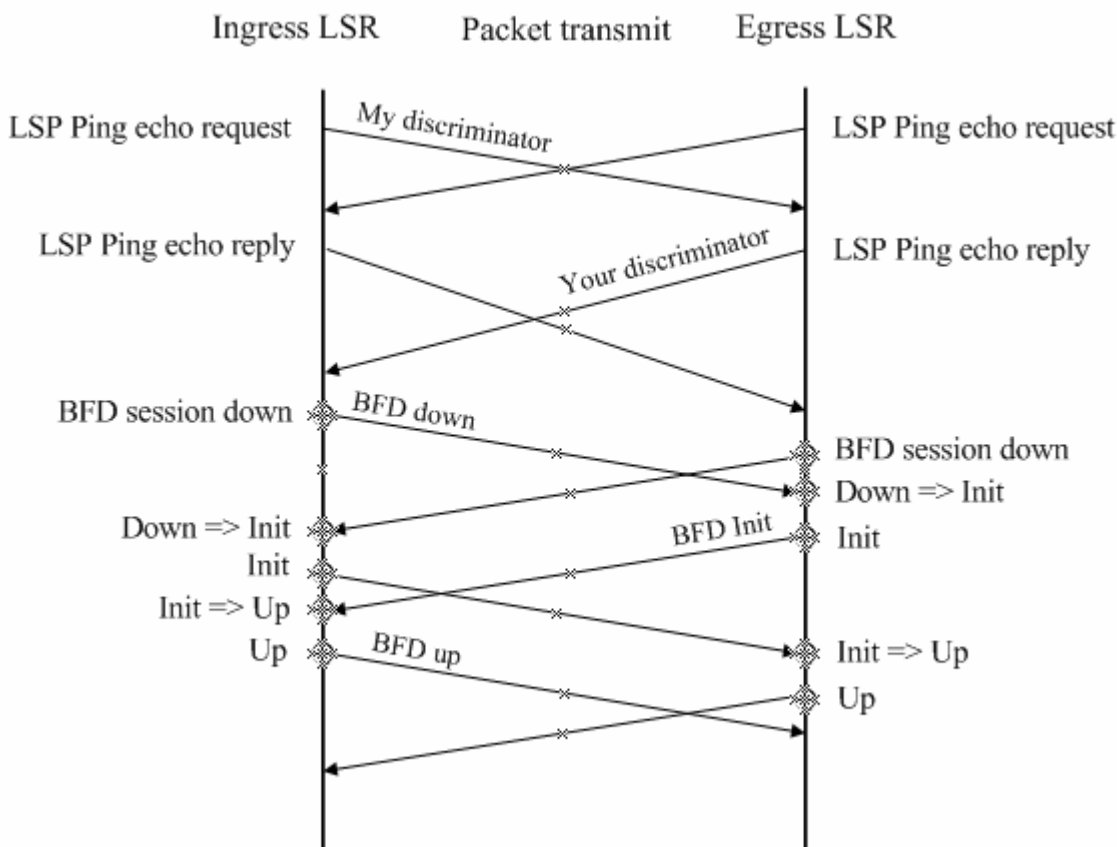 Ingress LSR
Packet transmit
Egress LSR
LSP Ping echo request
My discriminator
LSP Ping echo request
LSP Ping echo reply
Your discriminator
LSP Ping echo reply
BFD session down
BFD down
BFD session down
Down => Init
Down => Init
BFD Init
Init
Init
Init => Up
Up
BFD up
Init => Up
Up